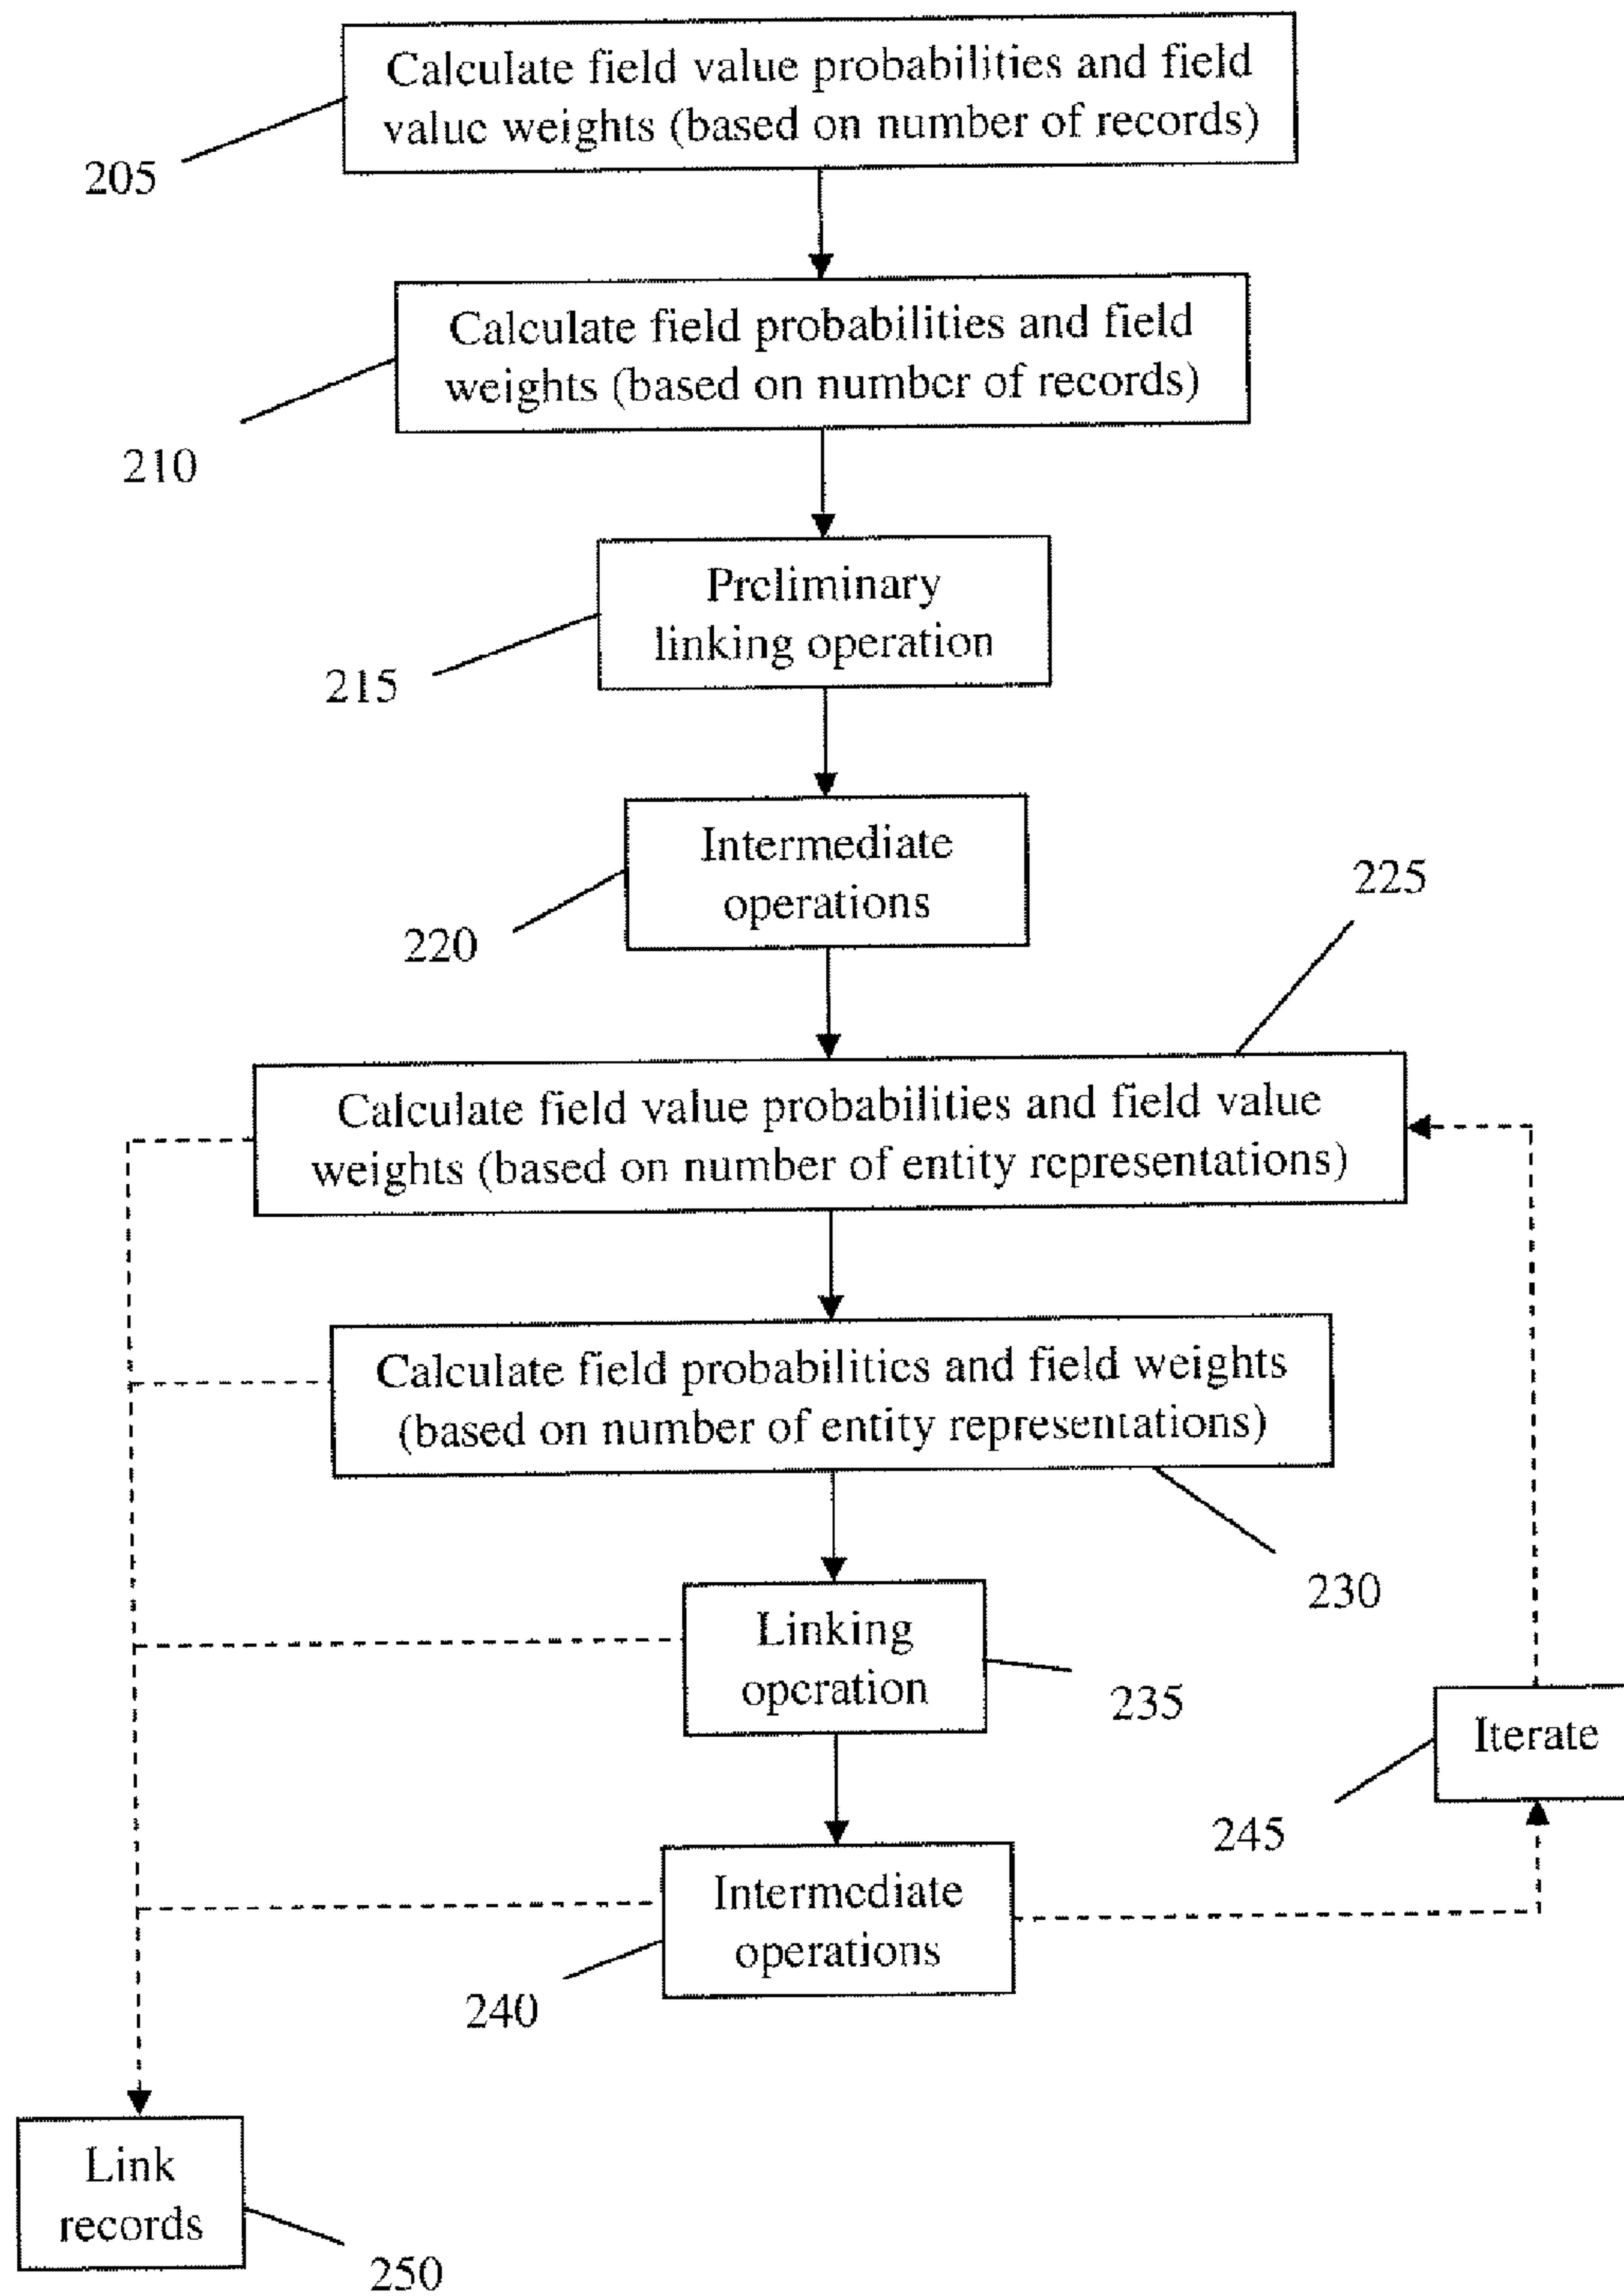 Calculate field value probabilities and field
value weights (based on number of records)
205
Calculate field probabilities and field
weights (based on number of records)
210
Preliminary
linking operation
215
Intermediate
operations
220
225
Calculate field value probabilities and field value
weights (based on number of entity representations)
Calculate field probabilities and field weights
(based on number of entity representations)
230
Linking
operation
235
Iterate
245
Intermediate
operations
240
Link
records
250